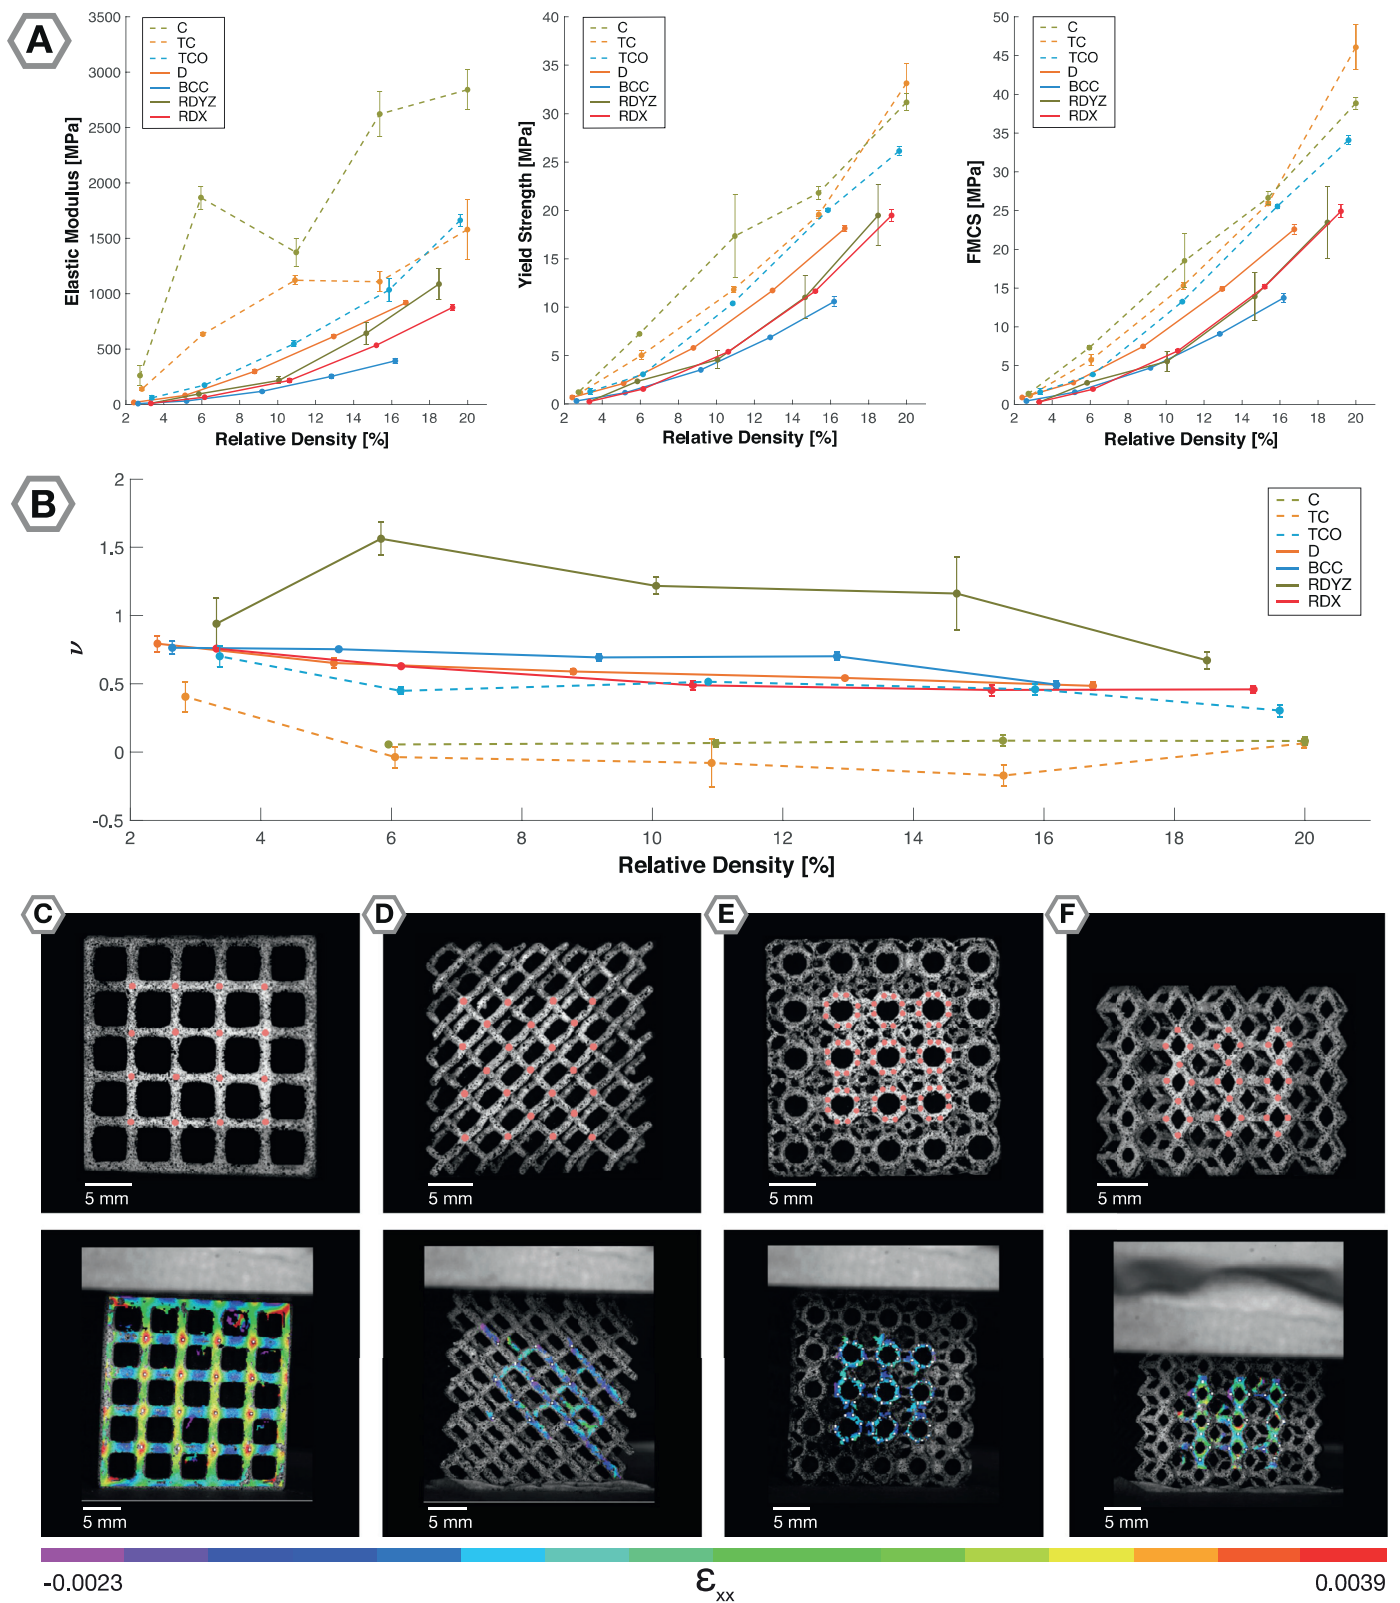 A
3500
3000
2500
2000
1500
1000
500
0
2 4 6 8 10 12 14 16 18 20
Elastic Modulus [MPa]
Relative Density [%]
C
TC
TCO
D
BCC
RDYZ
RDX
40
35
30
25
20
15
10
5
0
2 4 6 8 10 12 14 16 18 20
Yield Strength [MPa]
Relative Density [%]
C
TC
TCO
D
BCC
RDYZ
RDX
50
45
40
35
30
25
20
15
10
5
0
2 4 6 8 10 12 14 16 18 20
FMCS [MPa]
Relative Density [%]
C
TC
TCO
D
BCC
RDYZ
RDX
B
2
1.5
1
0.5
0
-0.5
2 4 6 8 10 12 14 16 18 20
ν
Relative Density [%]
C
TC
TCO
D
BCC
RDYZ
RDX
C D E F
5 mm 5 mm 5 mm 5 mm
5 mm 5 mm 5 mm 5 mm
-0.0023 εxx 0.0039